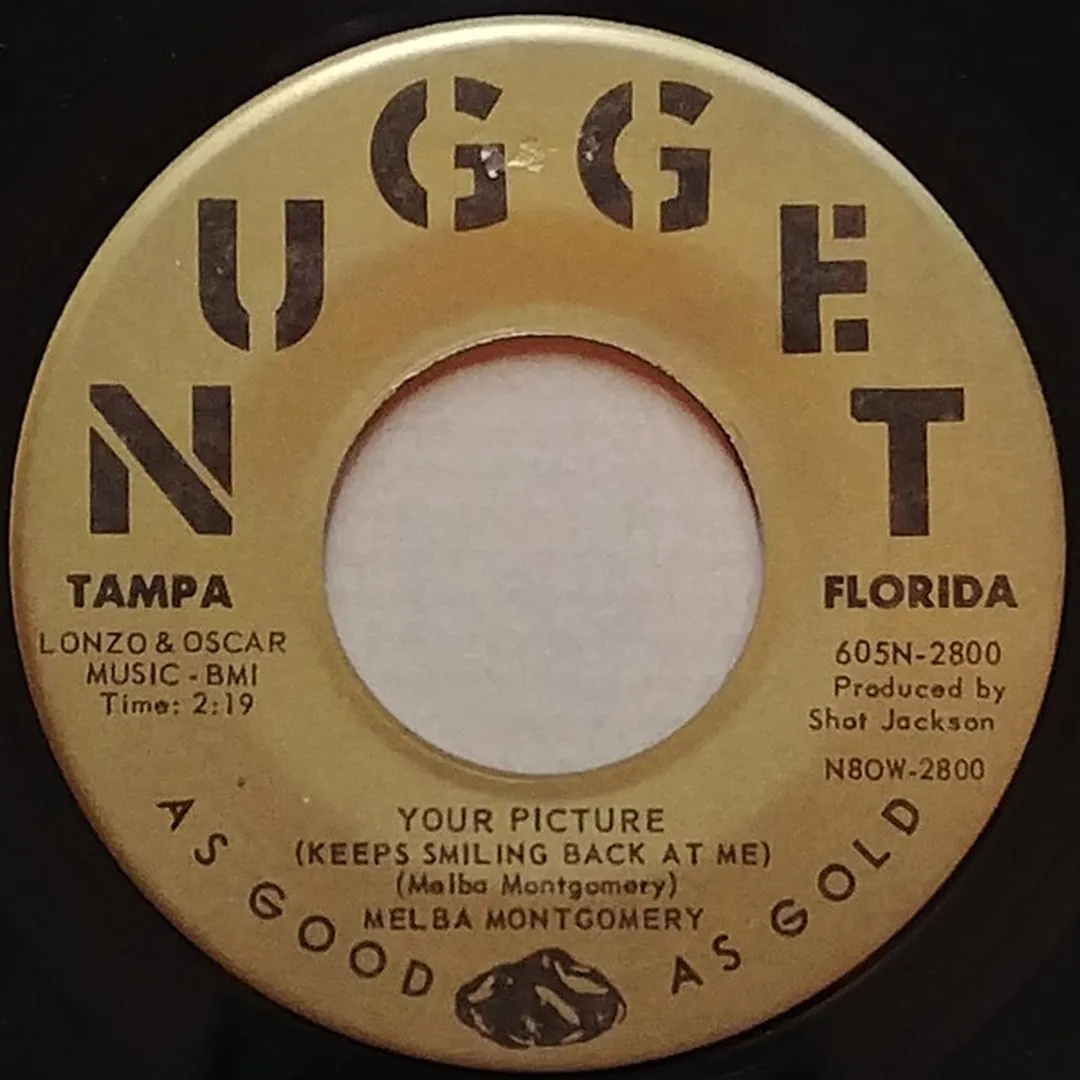 NUGGET
TAMPA
LONZO & OSCAR
MUSIC - BMI
Time: 2:19
FLORIDA
605N-2800
Produced by
Shot Jackson
N8OW-2800
YOUR PICTURE
(KEEPS SMILING BACK AT ME)
(Melba Montgomery)
MELBA MONTGOMERY
AS GOOD AS GOLD